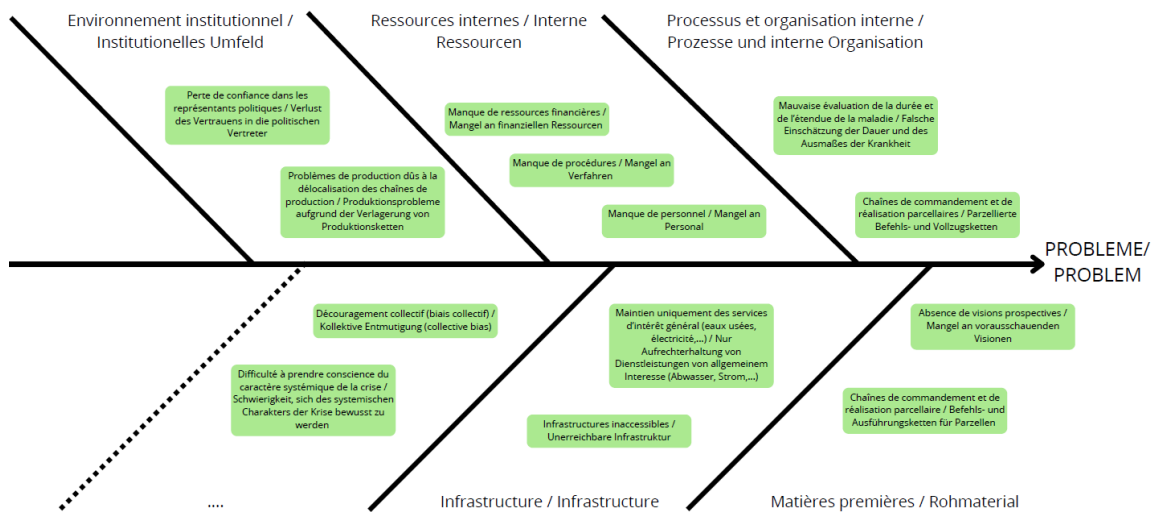 Environnement institutionnel /
Institutionelles Umfeld
Ressources internes / Interne
Ressourcen
Processus et organisation interne /
Prozesse und interne Organisation
Perte de confiance dans les
représentants politiques / Verlust
des Vertrauens in die politischen
Vertreter
Problèmes de production dûs à la
délocalisation des chaînes de
production / Produktionsprobleme
aufgrund der Verlagerung von
Produktionsketten
Manque de ressources financières /
Mangel an finanziellen Ressourcen
Manque de procédures / Mangel an
Verfahren
Manque de personnel / Mangel an
Personal
Mauvaise évaluation de la durée et
de l'étendue de la maladie / Falsche
Einschätzung der Dauer und des
Ausmaßes der Krankheit
Chaînes de commandement et de
réalisation parcellaires / Parzellierte
Befehls- und Vollzugsketten
PROBLEME/
PROBLEM
Découragement collectif (biais collectif) /
Kollektive Entmutigung (collective bias)
Difficulté à prendre conscience du
caractère systémique de la crise /
Schwierigkeit, sich des systemischen
Charakters der Krise bewusst zu
werden
Maintien uniquement des services
d'intérêt général (eaux usées,
électricité,...) / Nur
Aufrechterhaltung von
Dienstleistungen von allgemeinem
Interesse (Abwasser, Strom,...)
Infrastructures inaccessibles /
Unerreichbare Infrastruktur
Absence de visions prospectives /
Mangel an vorausschauenden
Visionen
Chaînes de commandement et de
réalisation parcellaire / Befehls- und
Ausführungsketten für Parzellen
....
Infrastructure / Infrastructure
Matières premières / Rohmaterial